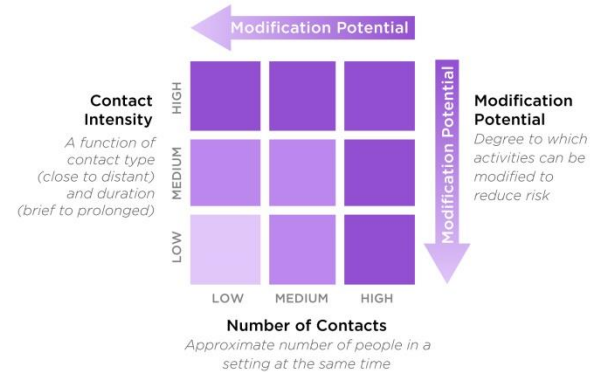 Modification Potential
Contact
Intensity
A function of
contact type
(close to distant)
and duration
(brief to prolonged)
HIGH
MEDIUM
LOW
Modification Potential
Modification
Potential
Degree to which
activities can be
modified to
reduce risk
LOW MEDIUM HIGH
Number of Contacts
Approximate number of people in a
setting at the same time